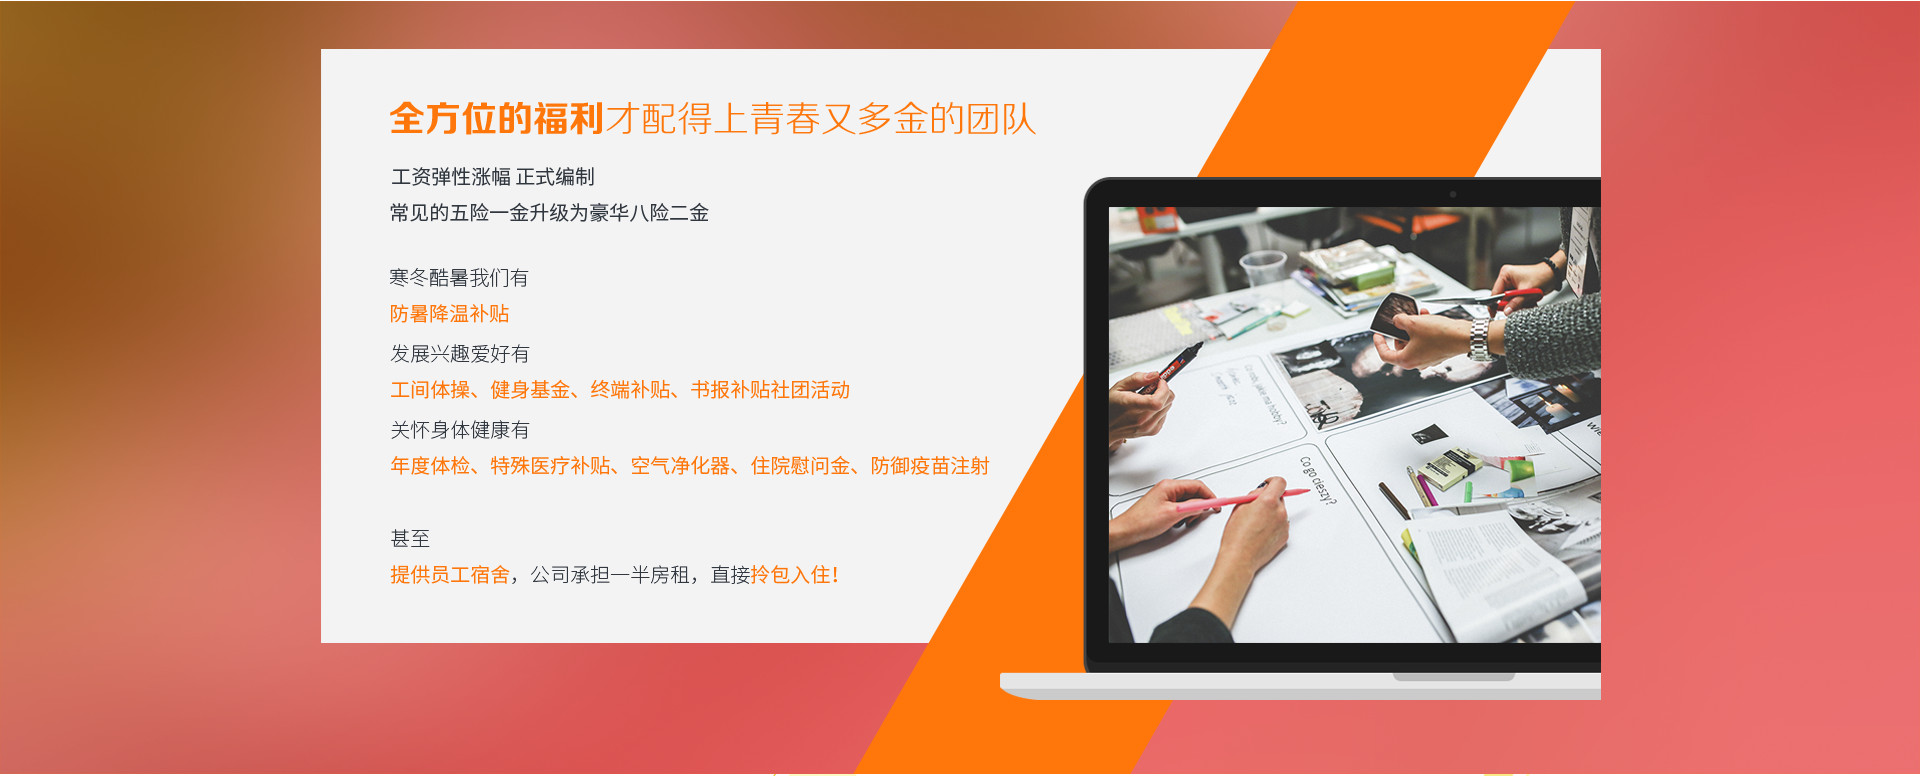 全方位的福利才配得上青春又多金的团队
工资弹性涨幅 正式编制
常见的五险一金升级为豪华八险二金
寒冬酷暑我们有
防暑降温补贴
发展兴趣爱好有
工间体操、健身基金、终端补贴、书报补贴社团活动
关怀身体健康有
年度体检、特殊医疗补贴、空气净化器、住院慰问金、防御疫苗注射
甚至
提供员工宿舍，公司承担一半房租，直接拎包入住！
Co go cieszy?